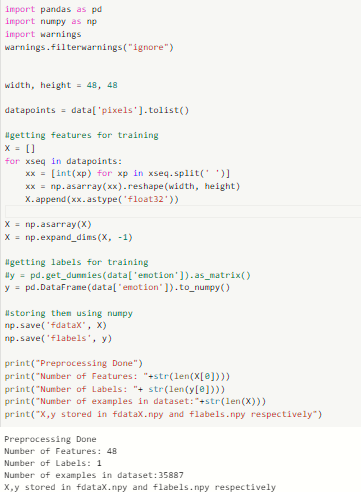 import pandas as pd
import numpy as np
import warnings
warnings.filterwarnings("ignore")
width, height = 48, 48
datapoints = data['pixels'].tolist()
#getting features for training
X = []
for xseq in datapoints:
    xx = [int(xp) for xp in xseq.split(' ')]
    xx = np.asarray(xx).reshape(width, height)
    X.append(xx.astype('float32'))
X = np.asarray(X)
X = np.expand_dims(X, -1)
#getting labels for training
#y = pd.get_dummies(data['emotion']).as_matrix()
y = pd.DataFrame(data['emotion']).to_numpy()
#storing them using numpy
np.save('fdataX', X)
np.save('flabels', y)
print("Preprocessing Done")
print("Number of Features: "+str(len(X[0])))
print("Number of Labels: "+ str(len(y[0])))
print("Number of examples in dataset:"+str(len(X)))
print("X,y stored in fdataX.npy and flabels.npy respectively")
Preprocessing Done
Number of Features: 48
Number of Labels: 1
Number of examples in dataset:35887
X,y stored in fdataX.npy and flabels.npy respectively